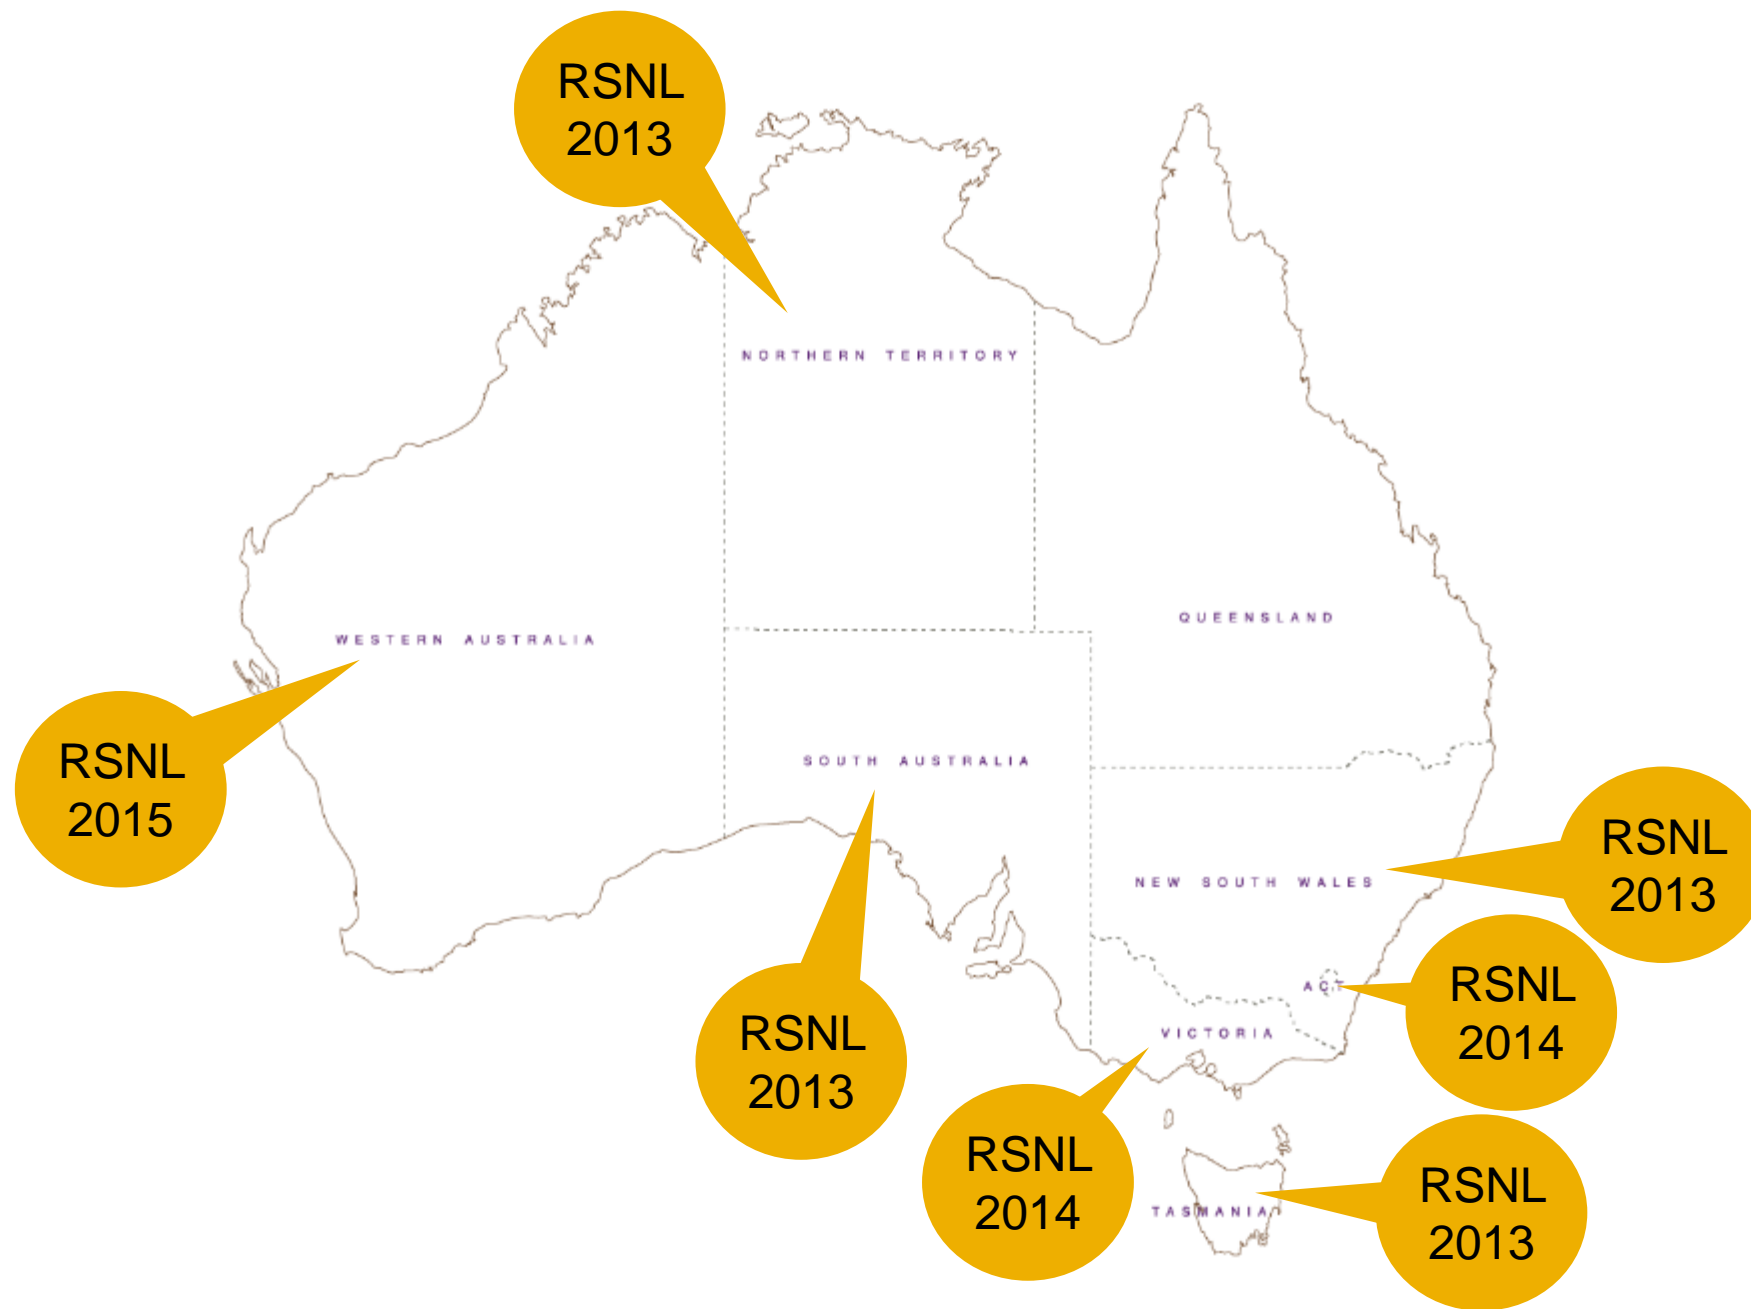 RSNL
2013
NORTHERN TERRITORY
QUEENSLAND
WESTERN AUSTRALIA
RSNL
2015
SOUTH AUSTRALIA
RSNL
2013
NEW SOUTH WALES
ACT
RSNL
2014
VICTORIA
RSNL
2013
RSNL
2014
TASMANIA
RSNL
2013